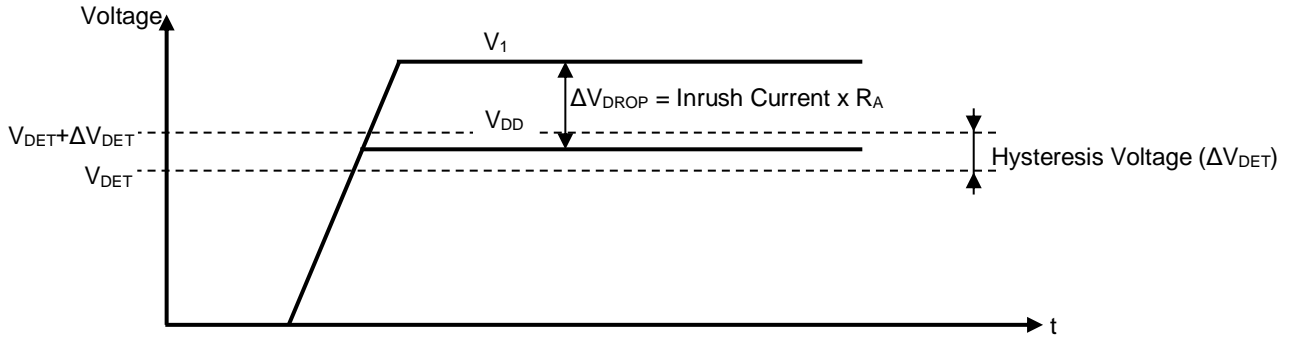 Voltage
V1
ΔVDROP = Inrush Current x RA
VDD
VDET+ΔVDET
Hysteresis Voltage (ΔVDET)
VDET
t